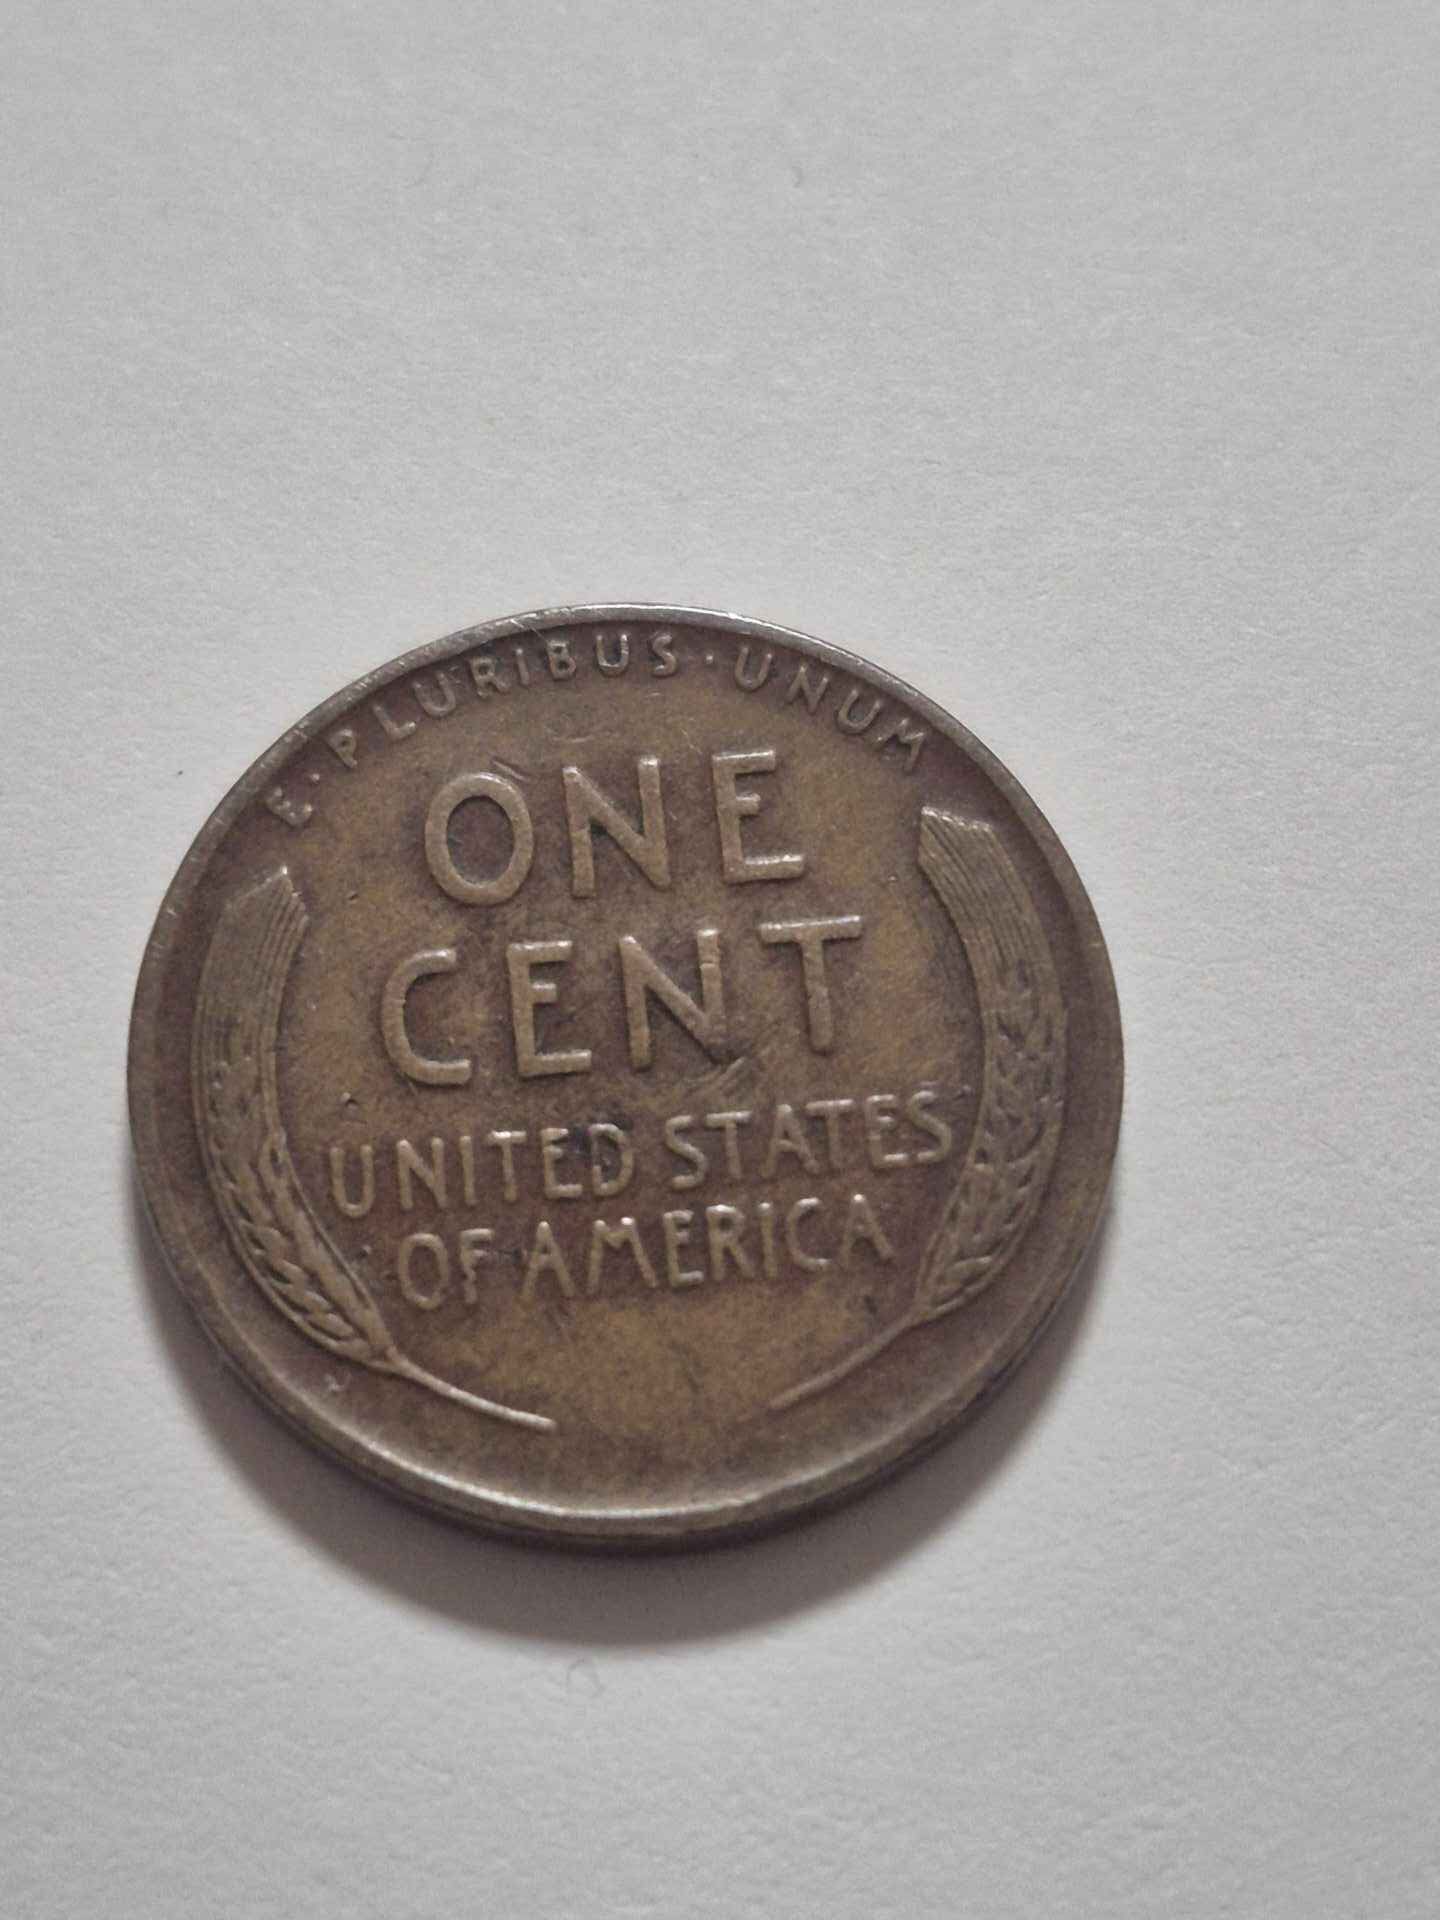 E·PLURIBUS·UNUM
ONE
CENT
UNITED STATES
OF AMERICA